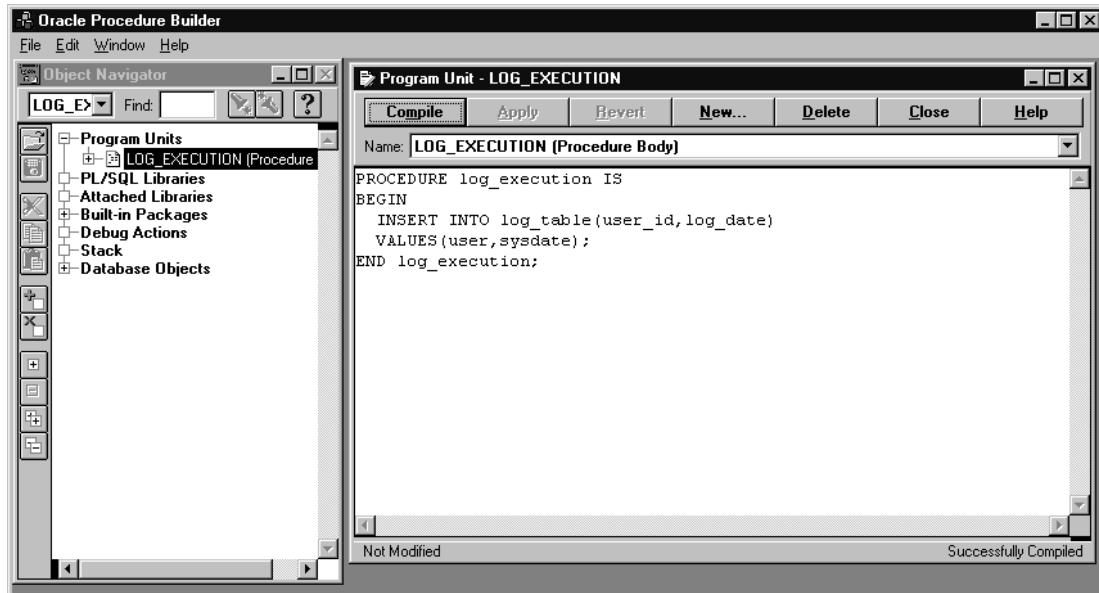 Oracle Procedure Builder
File Edit Window Help
Object Navigator
LOG_EX Find:
Program Units
LOG_EXECUTION (Procedure
PL/SQL Libraries
Attached Libraries
Built-in Packages
Debug Actions
Stack
Database Objects
Program Unit - LOG_EXECUTION
Compile Apply Revert New... Delete Close Help
Name: LOG_EXECUTION (Procedure Body)
PROCEDURE log_execution IS
BEGIN
INSERT INTO log_table(user_id,log_date)
VALUES(user,sysdate);
END log_execution;
Not Modified Successfully Compiled